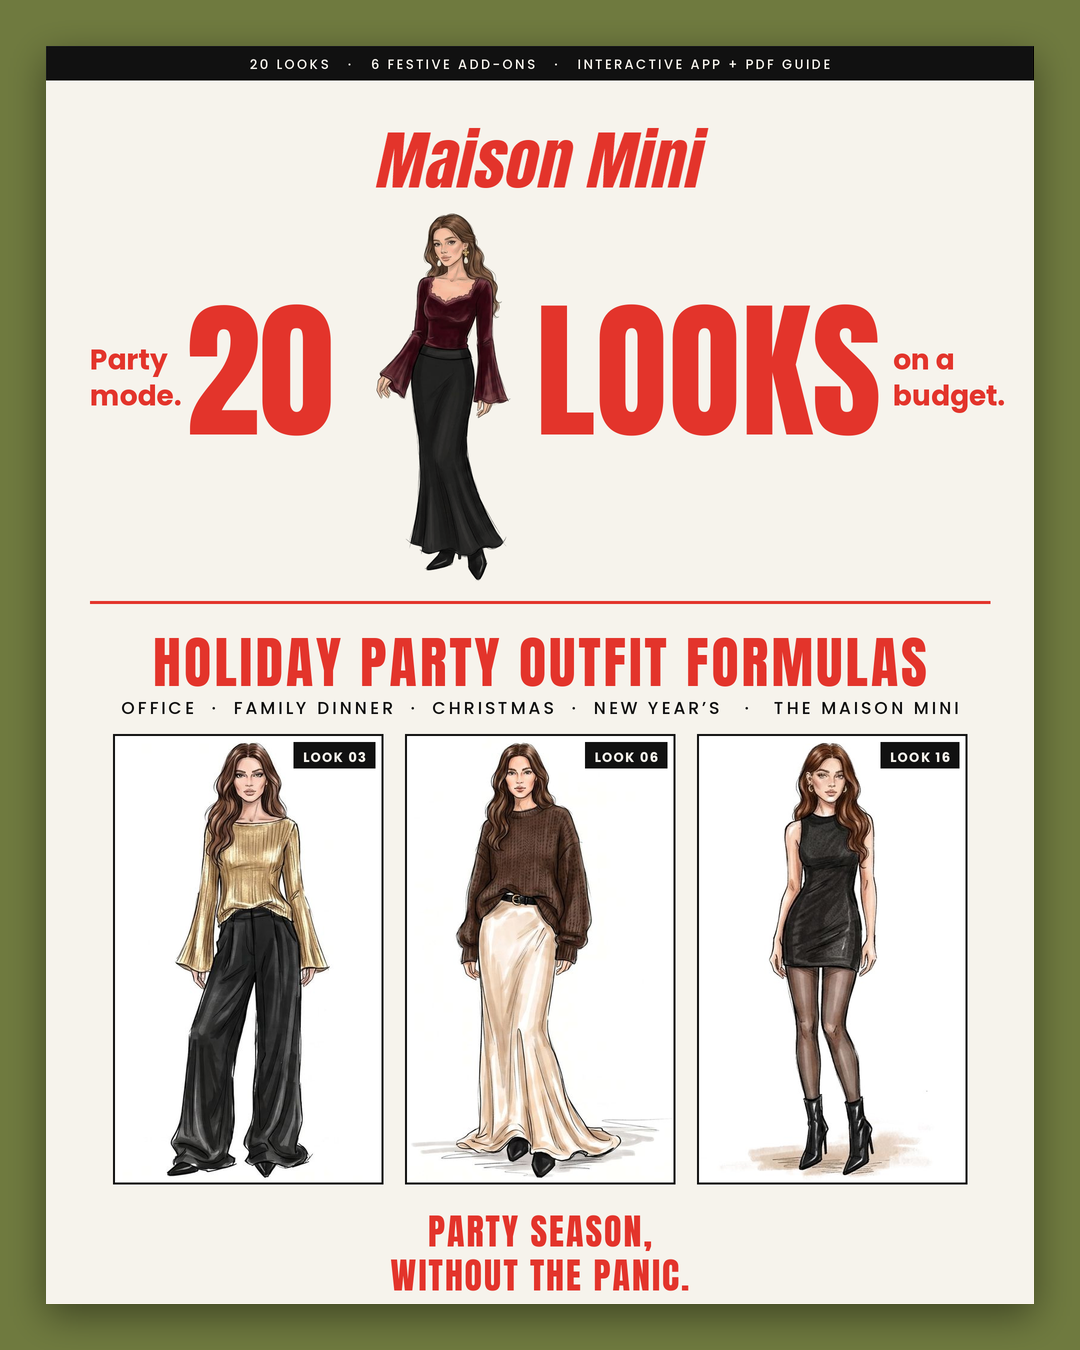 20 LOOKS · 6 FESTIVE ADD-ONS · INTERACTIVE APP + PDF GUIDE
Maison Mini
Party
mode.
20 LOOKS
on a
budget.
HOLIDAY PARTY OUTFIT FORMULAS
OFFICE · FAMILY DINNER · CHRISTMAS · NEW YEAR’S · THE MAISON MINI
LOOK 03
LOOK 06
LOOK 16
PARTY SEASON,
WITHOUT THE PANIC.